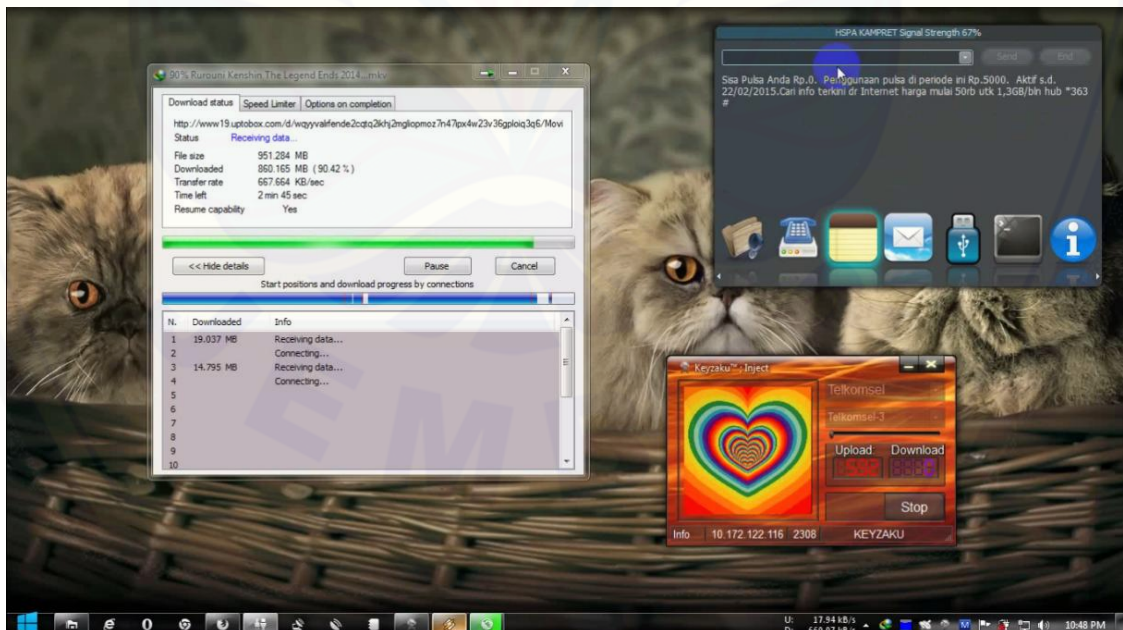 90% Rurouni Kenshin The Legend Ends 2014...mkv
Download status Speed Limiter Options on completion
Status Receiving data...
File size 951.284 MB
Downloaded 860.165 MB ( 90.42 % )
Transfer rate 667.664 KB/sec
Time left 2 min 45 sec
Resume capability Yes
<< Hide details Pause Cancel
Start positions and download progress by connections
N. Downloaded Info
1 19.037 MB Receiving data...
2 Connecting...
3 14.795 MB Receiving data...
4 Connecting...
5
6
7
8
9
10
HSPA KAMPRET Signal Strength 67%
Send End
Sisa Pulsa Anda Rp.0. Penggunaan pulsa di periode ini Rp.5000. Aktif s.d.
22/02/2015.Cari info terkini dr Internet harga mulai 50rb utk 1,3GB/bln hub *363
#
Keyzaku™ : Inject
Telkomsel
Telkomsel-3
Upload Download
Stop
Info 10.172.122.116 2308 KEYZAKU
U: 17.94 kB/s
10:48 PM